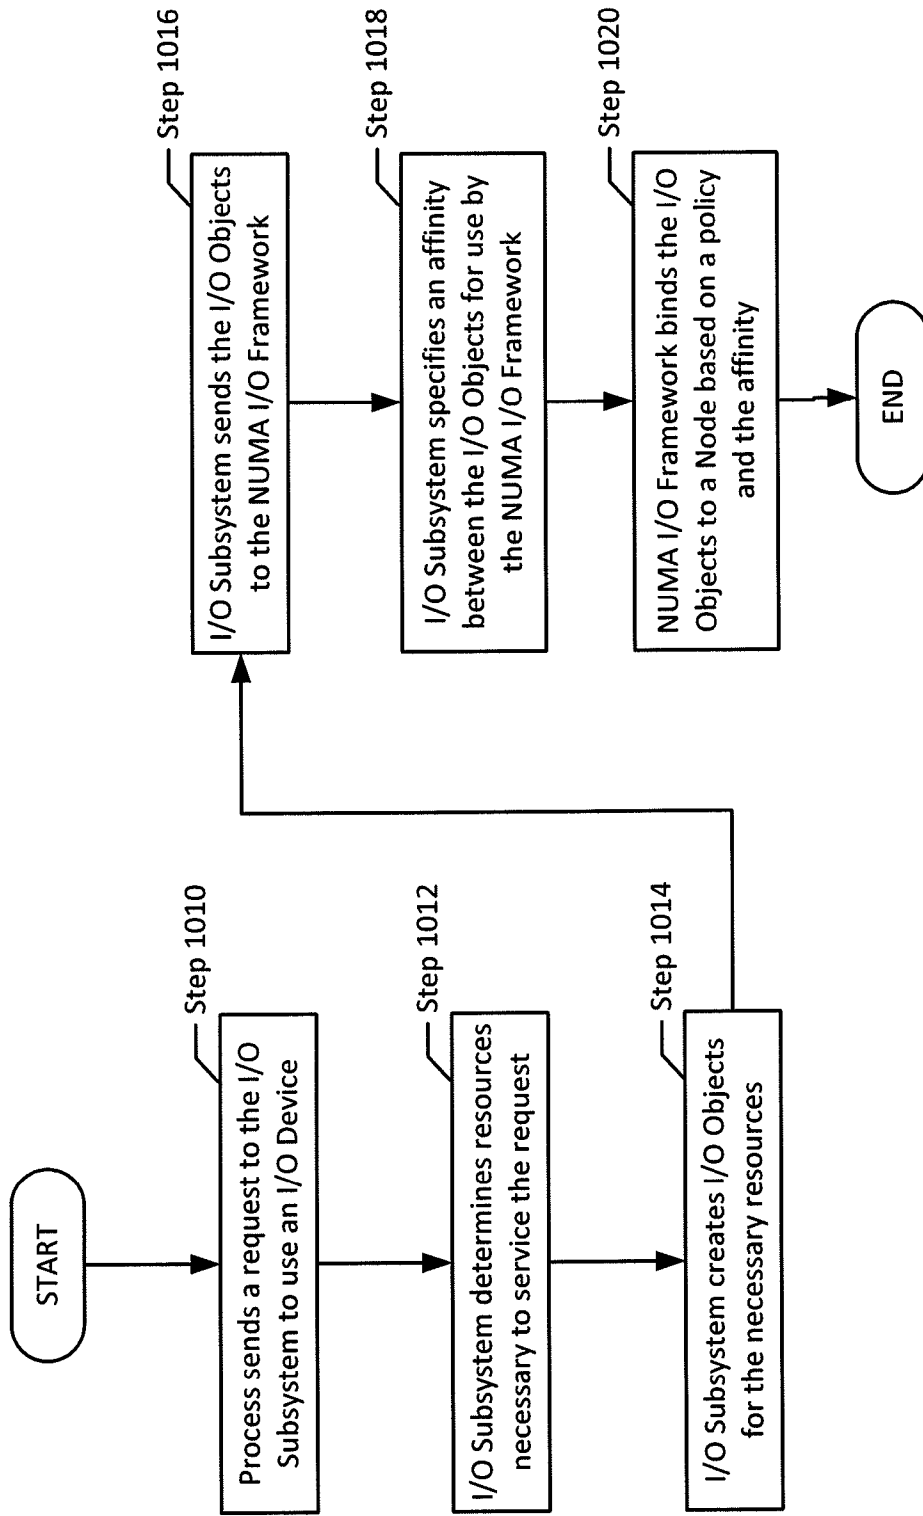 START
Step 1010
Process sends a request to the I/O
Subsystem to use an I/O Device
Step 1012
I/O Subsystem determines resources
necessary to service the request
Step 1014
I/O Subsystem creates I/O Objects
for the necessary resources
Step 1016
I/O Subsystem sends the I/O Objects
to the NUMA I/O Framework
Step 1018
I/O Subsystem specifies an affinity
between the I/O Objects for use by
the NUMA I/O Framework
Step 1020
NUMA I/O Framework binds the I/O
Objects to a Node based on a policy
and the affinity
END